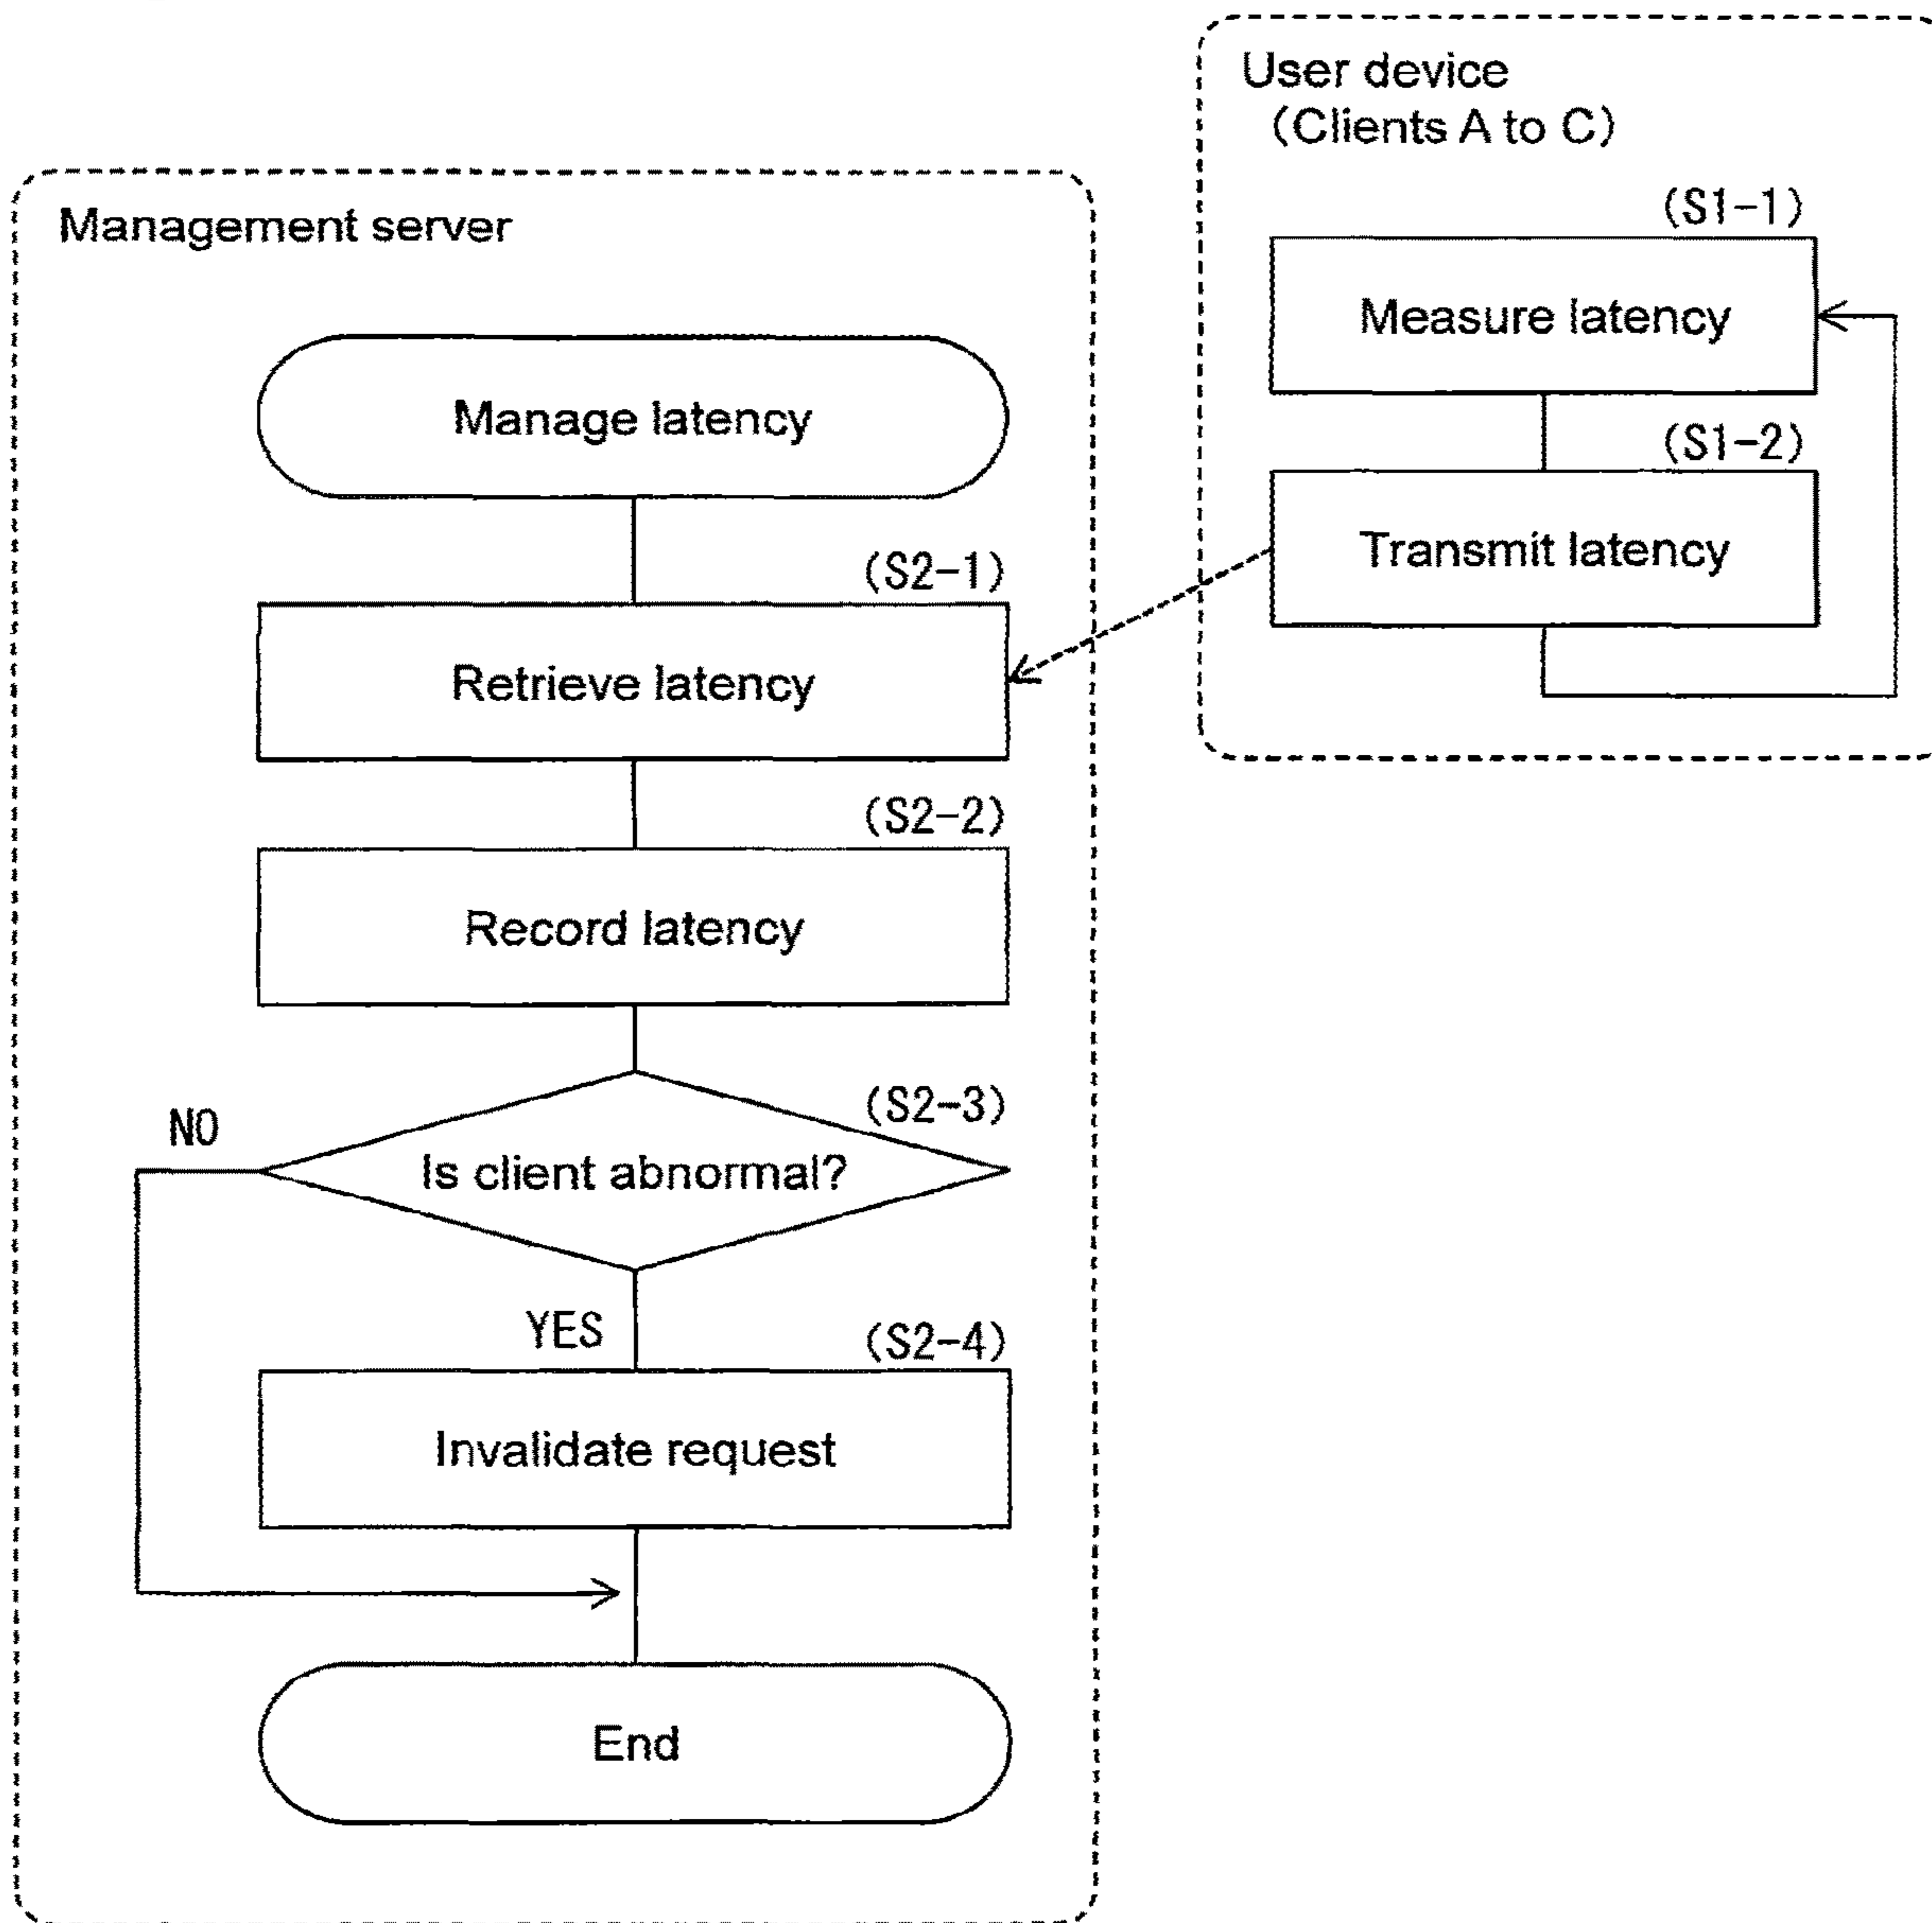 User device
(Clients A to C)
(S1-1)
Measure latency
(S1-2)
Transmit latency
Management server
Manage latency
(S2-1)
Retrieve latency
(S2-2)
Record latency
(S2-3)
NO
Is client abnormal?
YES
(S2-4)
Invalidate request
End